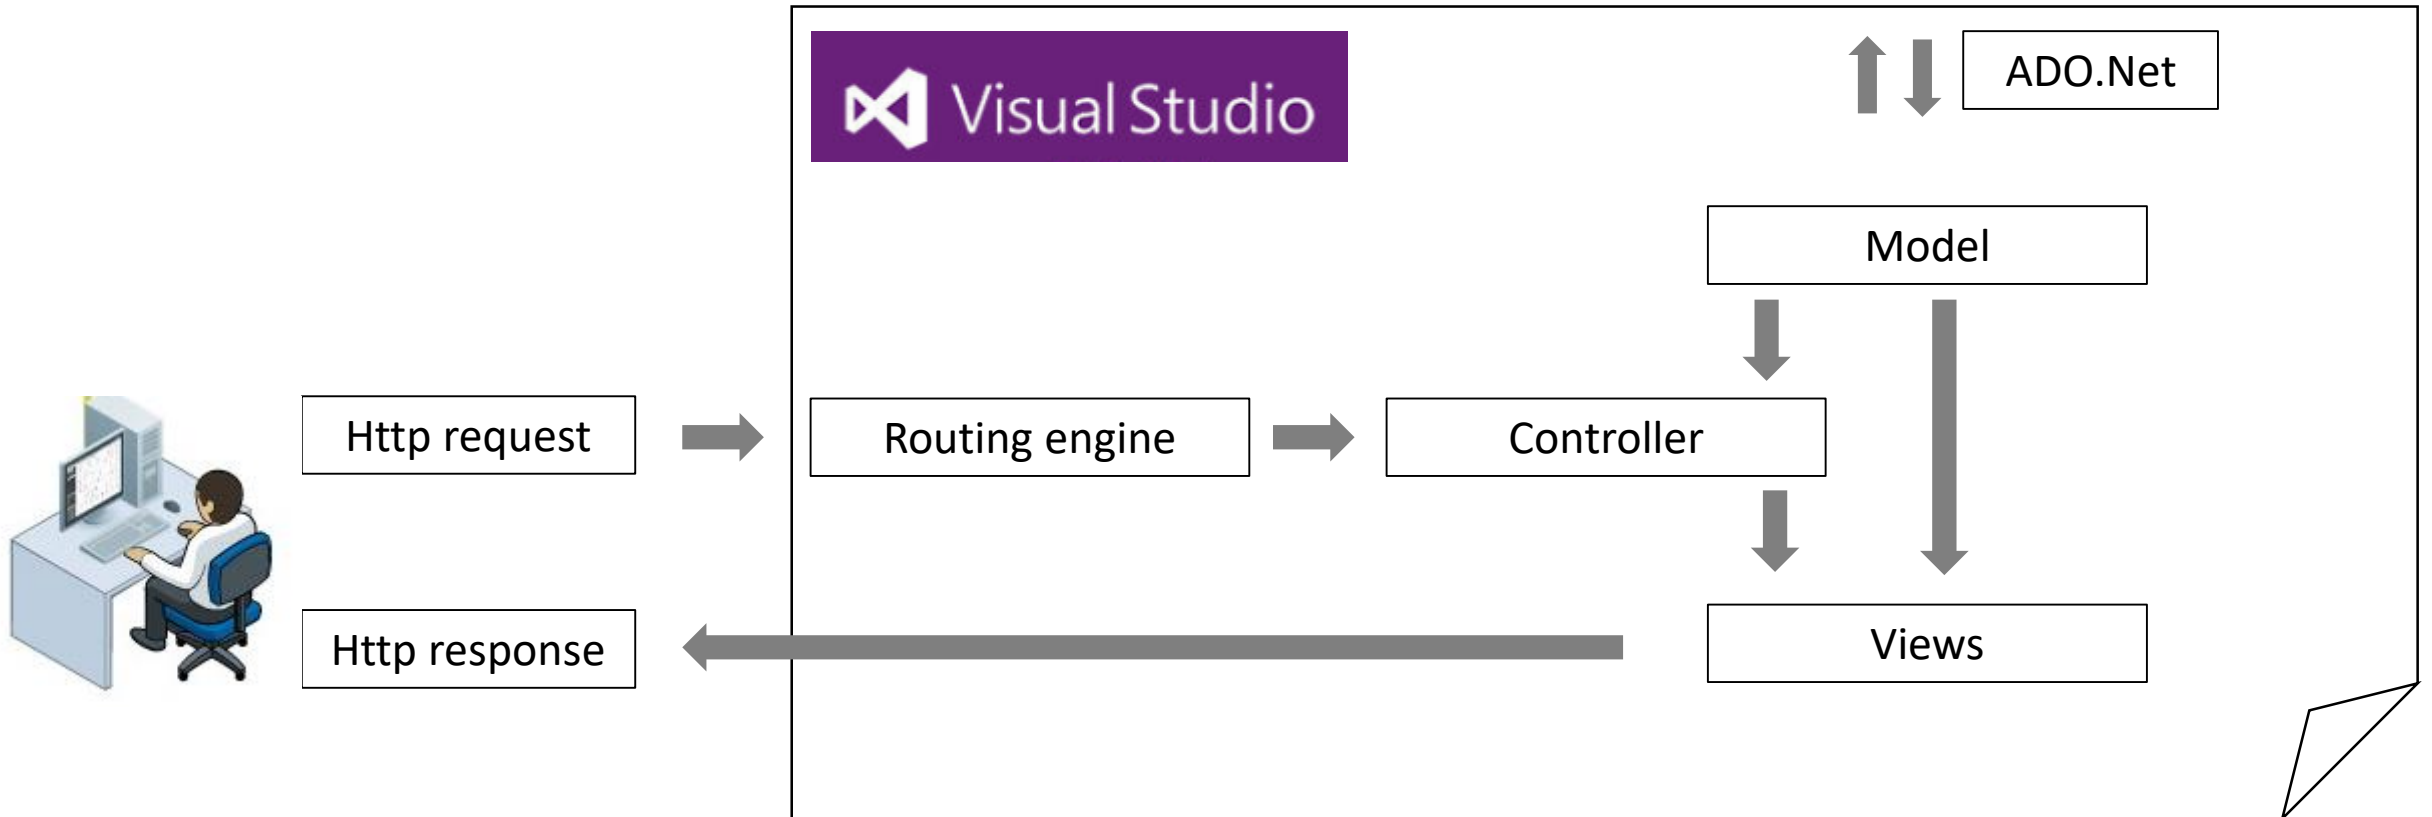 Visual Studio
ADO.Net
Model
Http request
Routing engine
Controller
Http response
Views